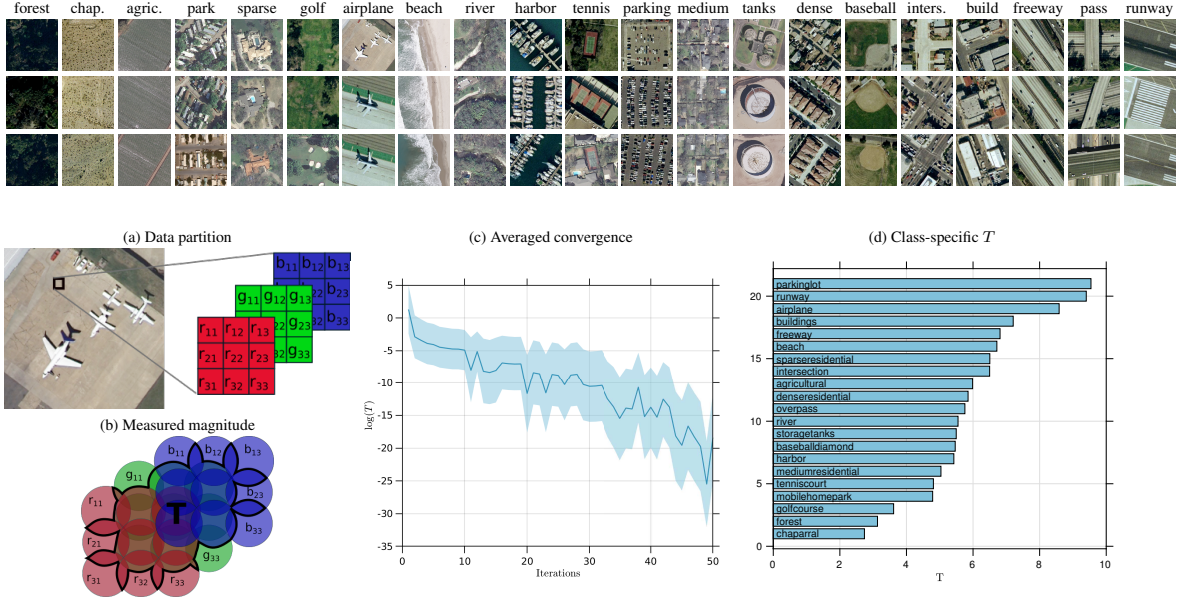 forest chap. agric. park sparse golf airplane beach river harbor tennis parking medium tanks dense baseball inters. build freeway pass runway
(a) Data partition
b11 b12 b13
22 b23
32 b33
g11 g12 g13
g23
32 g33
r11 r12 r13
r21 r22 r23
r31 r32 r33
(b) Measured magnitude
b11 b12 b13
g11
b23
r11
T
b33
r21
g33
r31 r32 r33
(c) Averaged convergence
5
0
-5
-10
-15
-20
-25
-30
-35
log(T)
0 10 20 30 40 50
Iterations
(d) Class-specific T
20
15
10
5
0
parkinglot
runway
airplane
buildings
freeway
beach
sparseresidential
intersection
agricultural
denseresidential
overpass
river
storagetanks
baseballdiamond
harbor
mediumresidential
tenniscourt
mobilehomepark
golfcourse
forest
chaparral
0 2 4 6 8 10
T